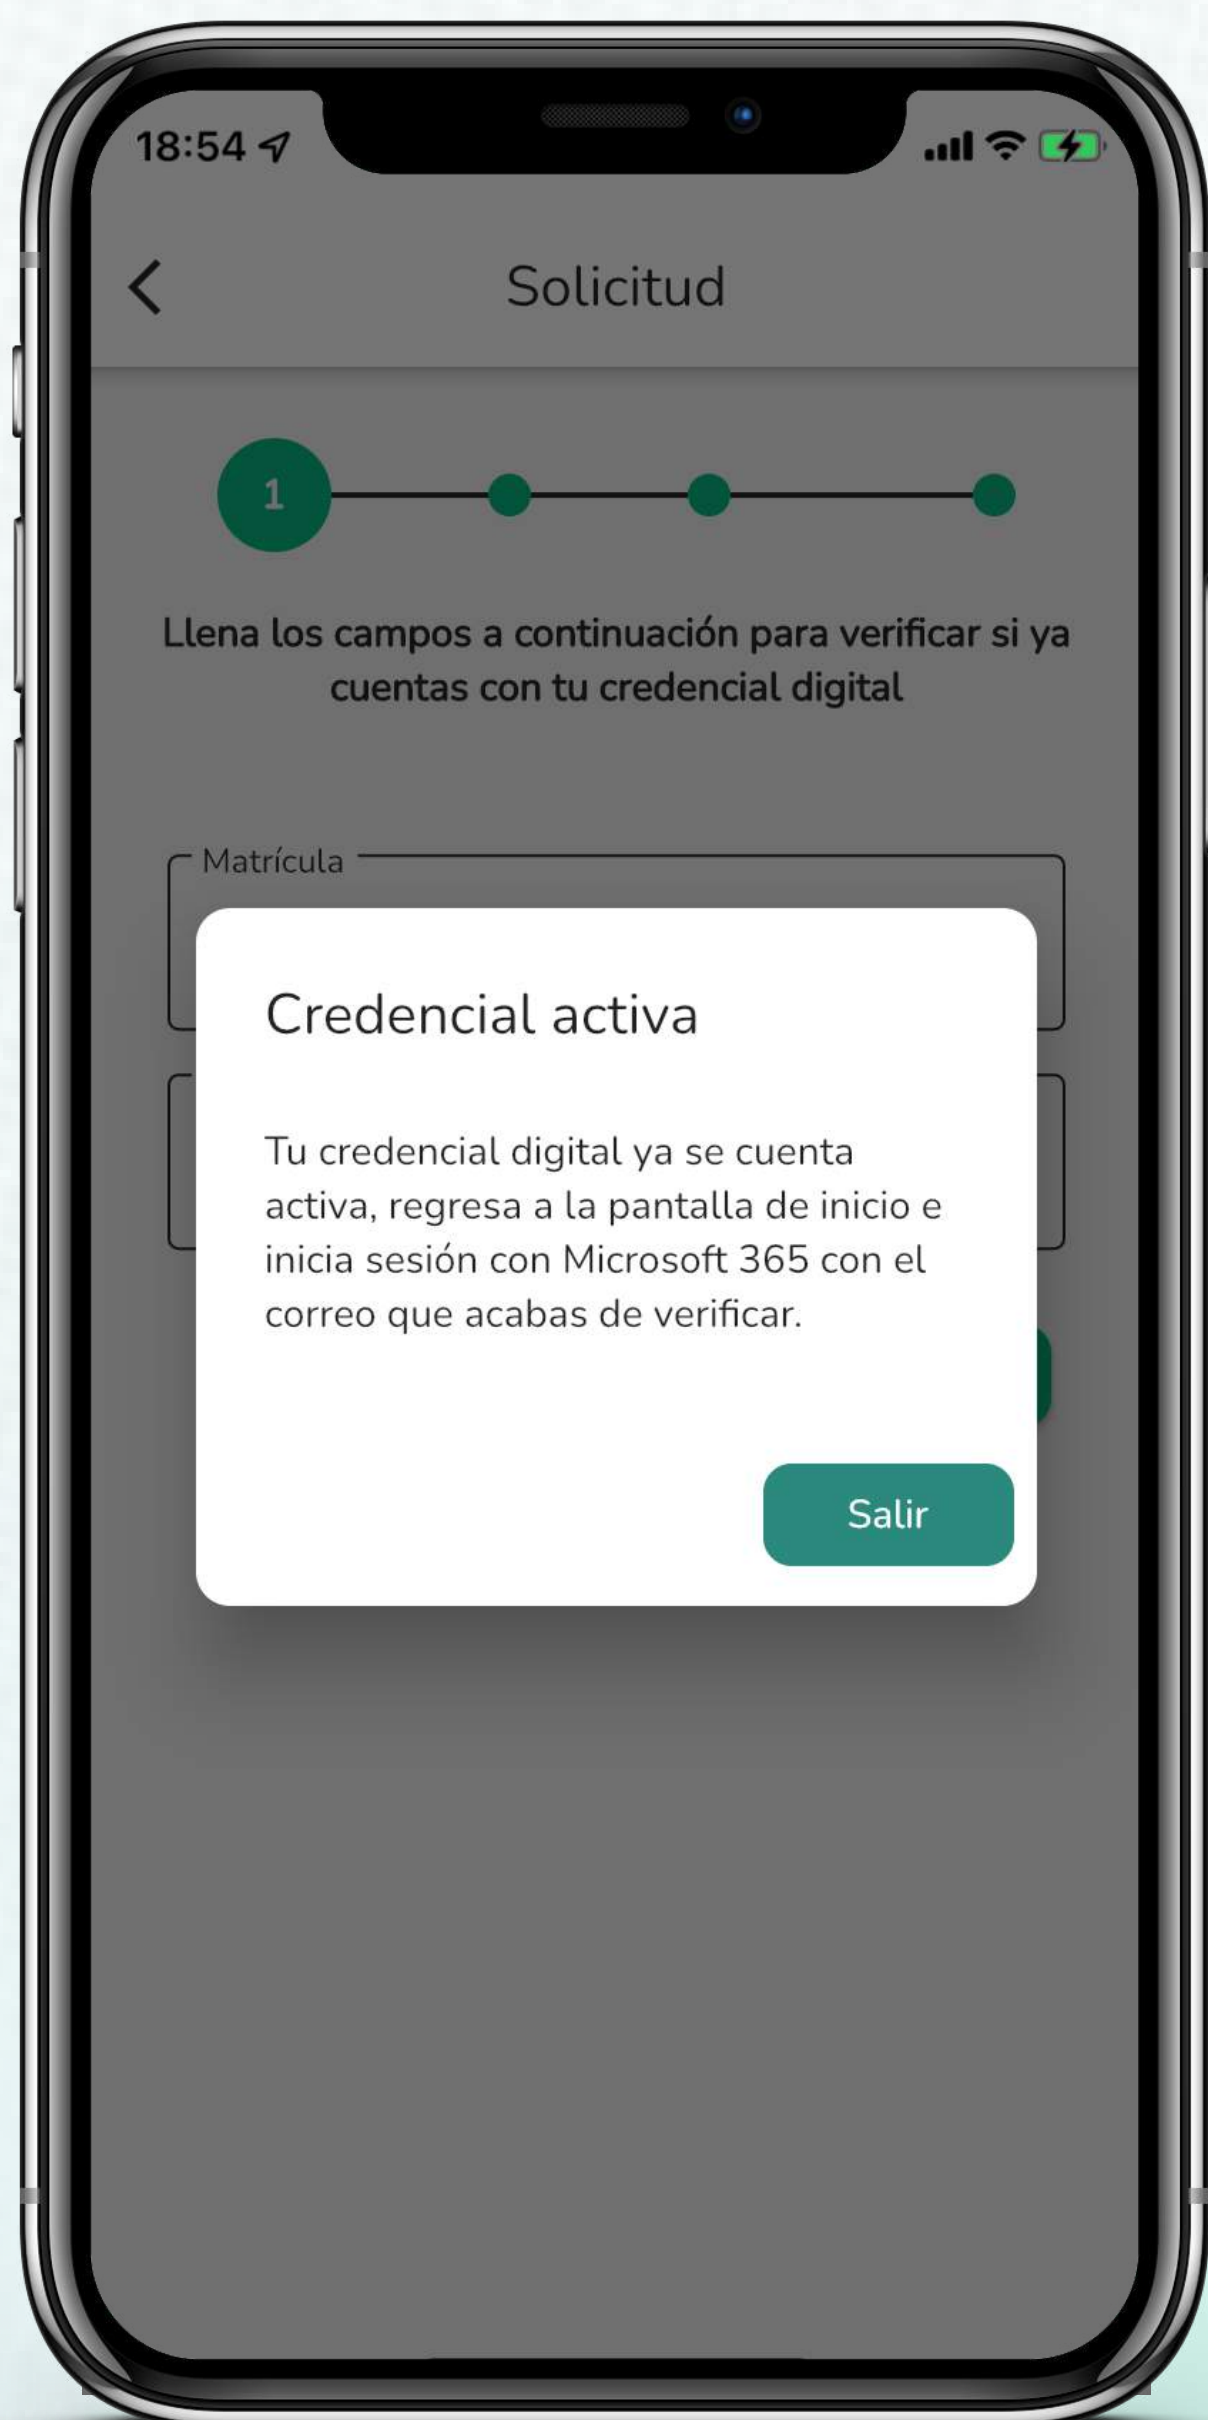 18:54
Solicitud
1
Llena los campos a continuación para verificar si ya
cuentas con tu credencial digital
Matrícula
Credencial activa
Tu credencial digital ya se cuenta
activa, regresa a la pantalla de inicio e
inicia sesión con Microsoft 365 con el
correo que acabas de verificar.
Salir